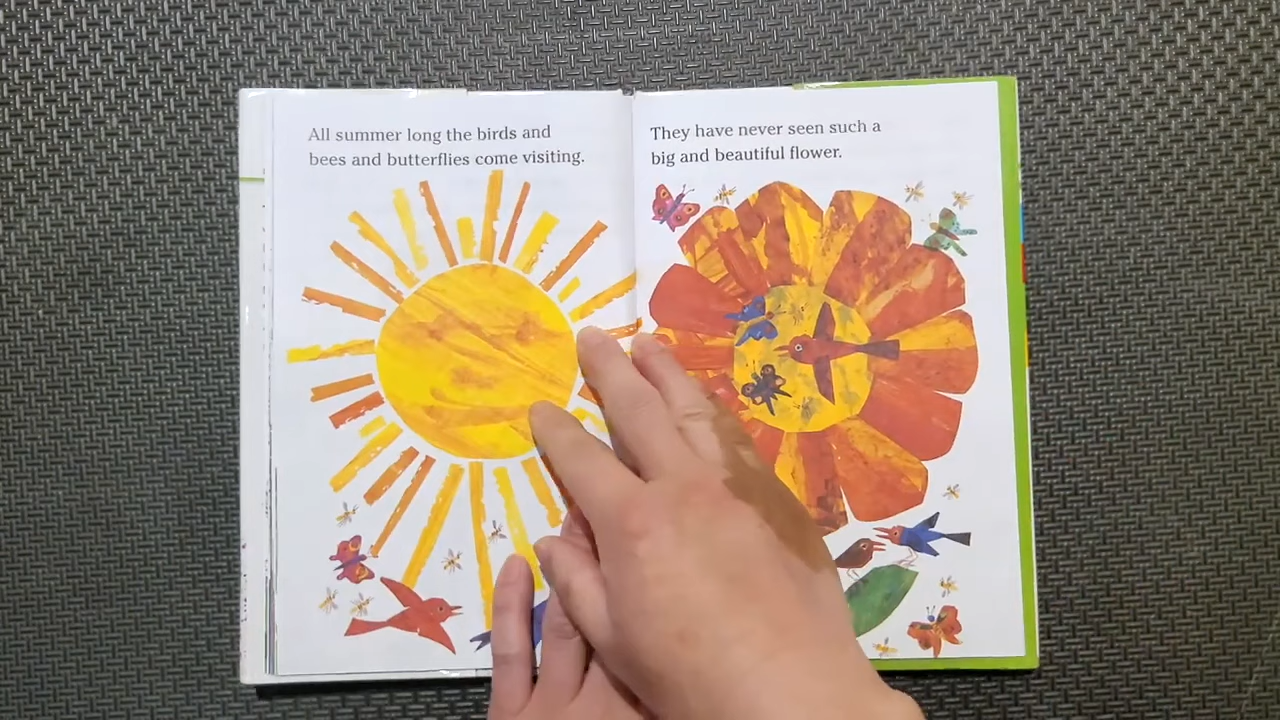 All summer long the birds and
bees and butterflies come visiting.
They have never seen such a
big and beautiful flower.